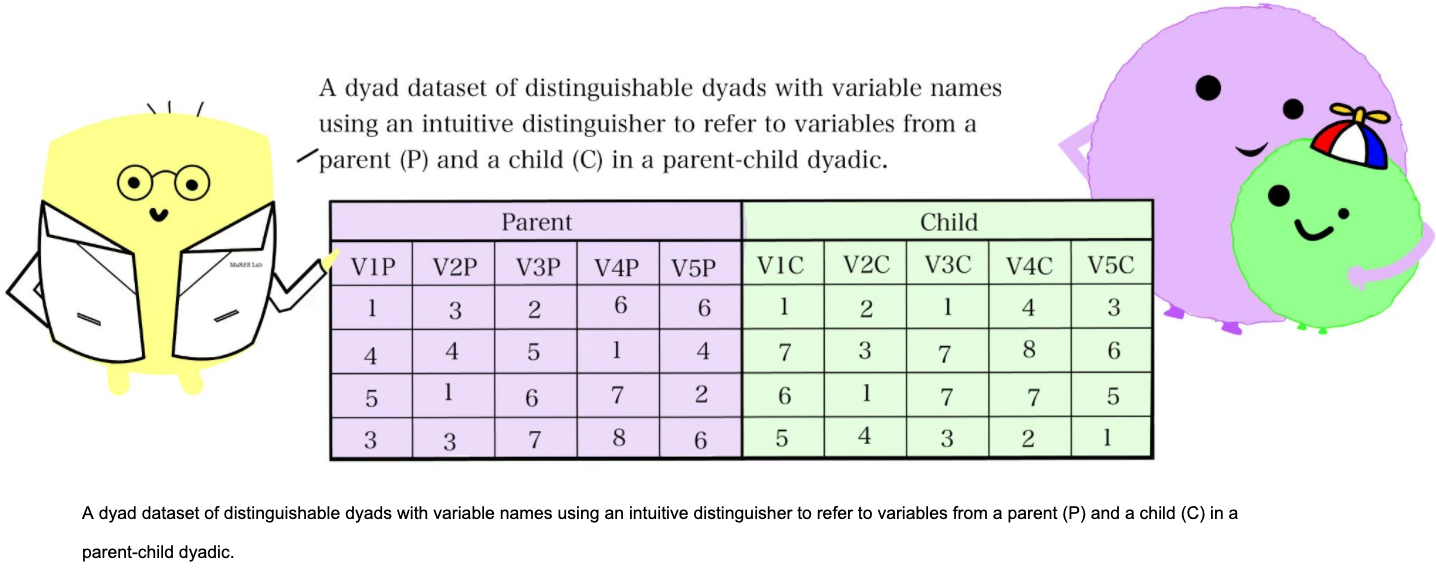 A dyad dataset of distinguishable dyads with variable names
using an intuitive distinguisher to refer to variables from a
parent (P) and a child (C) in a parent-child dyadic.
Parent Child
V1P V2P V3P V4P V5P V1C V2C V3C V4C V5C
1 3 2 6 6 1 2 1 4 3
4 4 5 1 4 7 3 7 8 6
5 1 6 7 2 6 1 7 7 5
3 3 7 8 6 5 4 3 2 1
A dyad dataset of distinguishable dyads with variable names using an intuitive distinguisher to refer to variables from a parent (P) and a child (C) in a
parent-child dyadic.